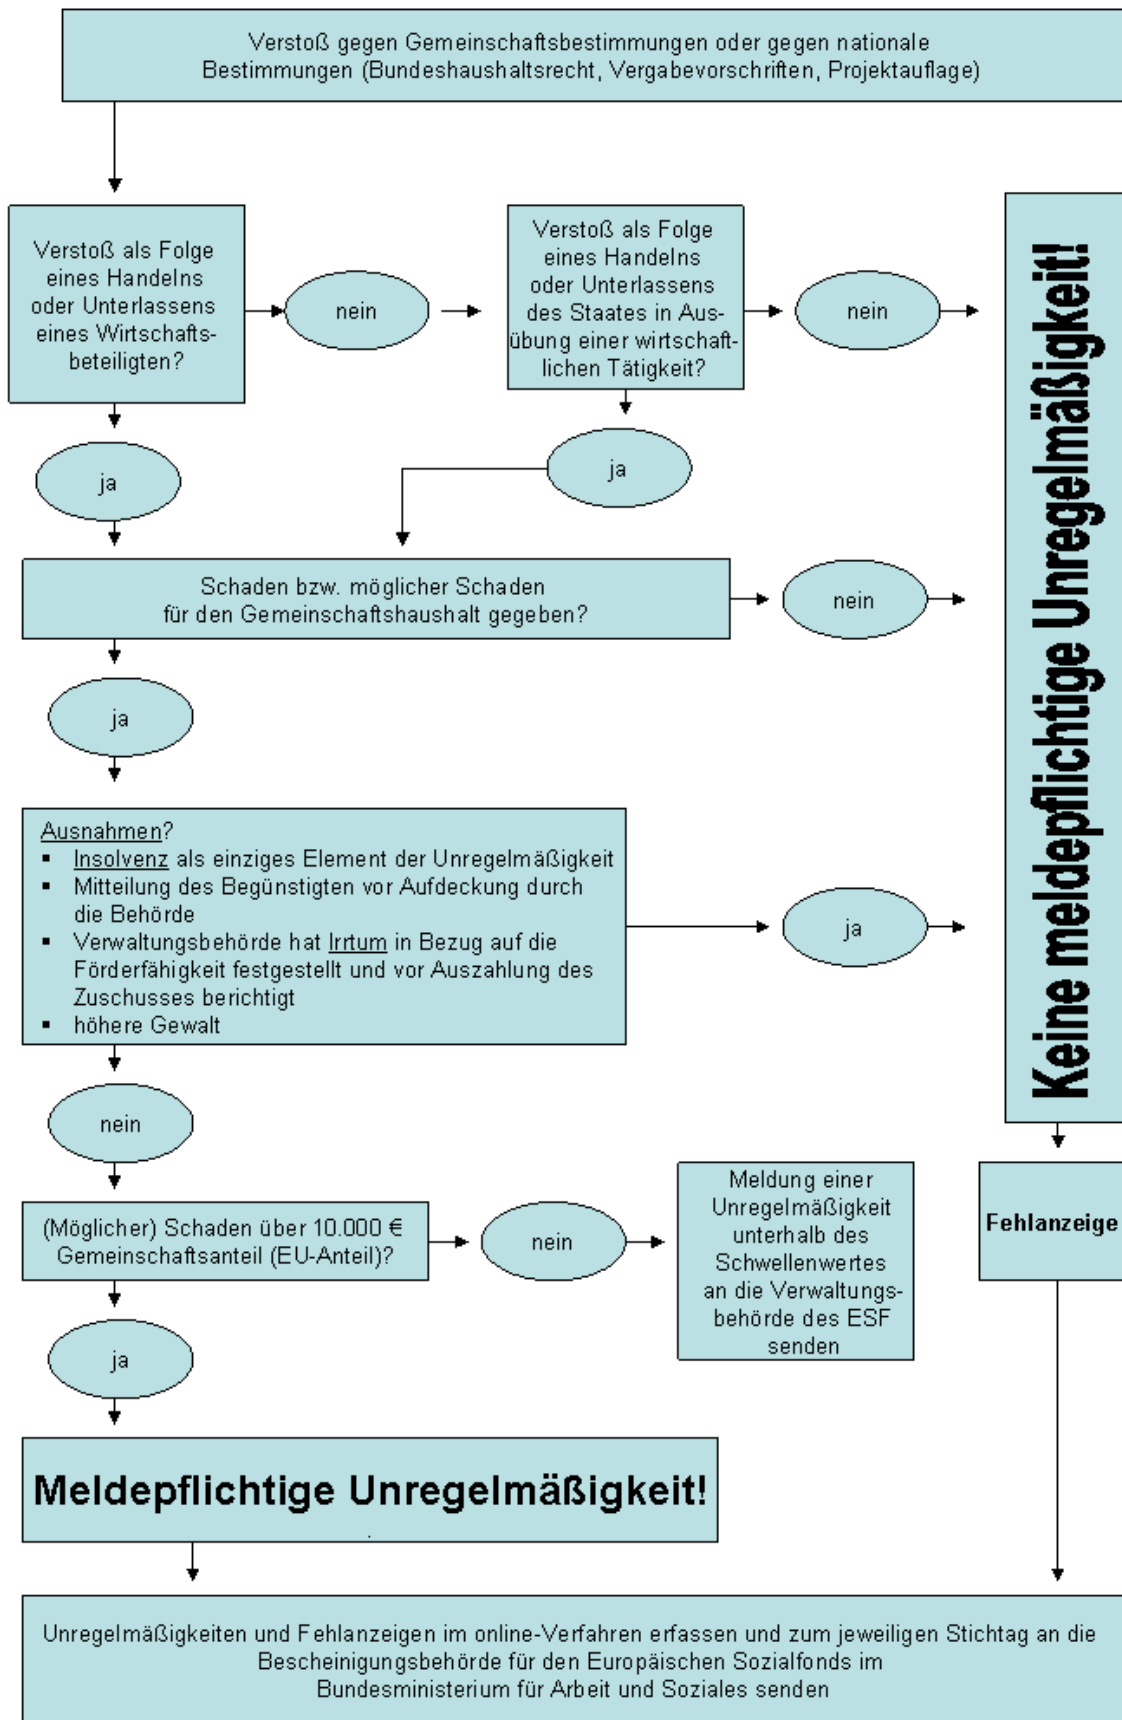 Verstoß gegen Gemeinschaftsbestimmungen oder gegen nationale
Bestimmungen (Bundeshaushaltsrecht, Vergabevorschriften, Projektauflage)
Verstoß als Folge
eines Handelns
oder Unterlassens
eines Wirtschafts-
beteiligten?
nein
Verstoß als Folge
eines Handelns
oder Unterlassens
des Staates in Aus-
übung einer wirtschaft-
lichen Tätigkeit?
nein
Keine meldepflichtige Unregelmäßigkeit!
ja
ja
Schaden bzw. möglicher Schaden
für den Gemeinschaftshaushalt gegeben?
nein
ja
Ausnahmen?
▪ Insolvenz als einziges Element der Unregelmäßigkeit
▪ Mitteilung des Begünstigten vor Aufdeckung durch
die Behörde
▪ Verwaltungsbehörde hat Irrtum in Bezug auf die
Förderfähigkeit festgestellt und vor Auszahlung des
Zuschusses berichtigt
▪ höhere Gewalt
ja
nein
(Möglicher) Schaden über 10.000 €
Gemeinschaftsanteil (EU-Anteil)?
nein
Meldung einer
Unregelmäßigkeit
unterhalb des
Schwellenwertes
an die Verwaltungs-
behörde des ESF
senden
Fehlanzeige
ja
Meldepflichtige Unregelmäßigkeit!
Unregelmäßigkeiten und Fehlanzeigen im online-Verfahren erfassen und zum jeweiligen Stichtag an die
Bescheinigungsbehörde für den Europäischen Sozialfonds im
Bundesministerium für Arbeit und Soziales senden